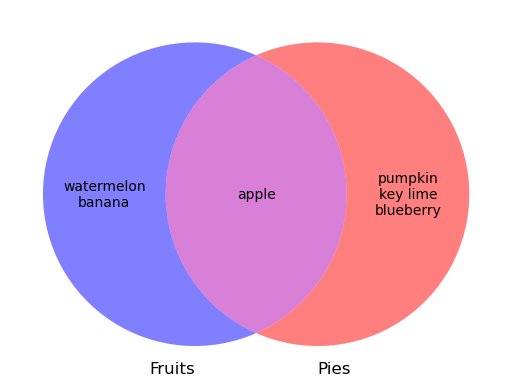 watermelon
banana
apple
pumpkin
key lime
blueberry
Fruits
Pies